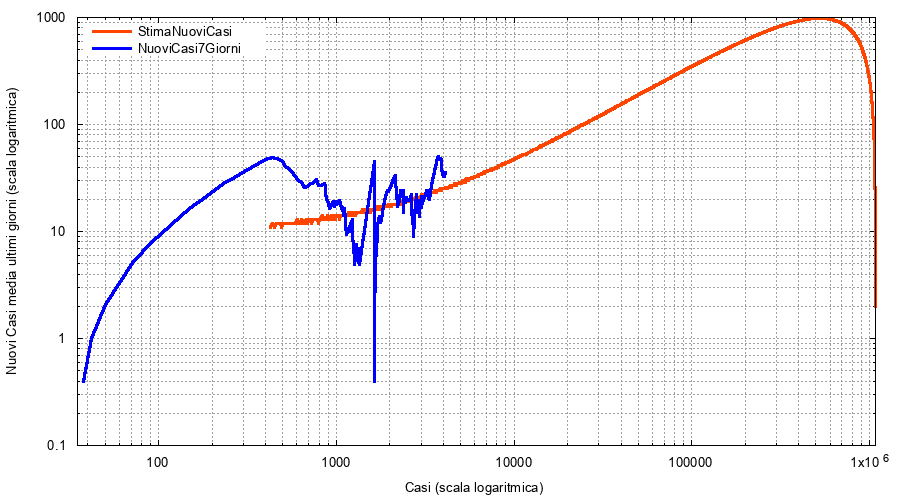 StimaNuoviCasi
NuoviCasi7Giorni
Nuovi Casi media ultimi giorni (scala logaritmica)
1000
100
10
1
0.1
100
1000
10000
100000
1x10 6
Casi (scala logaritmica)